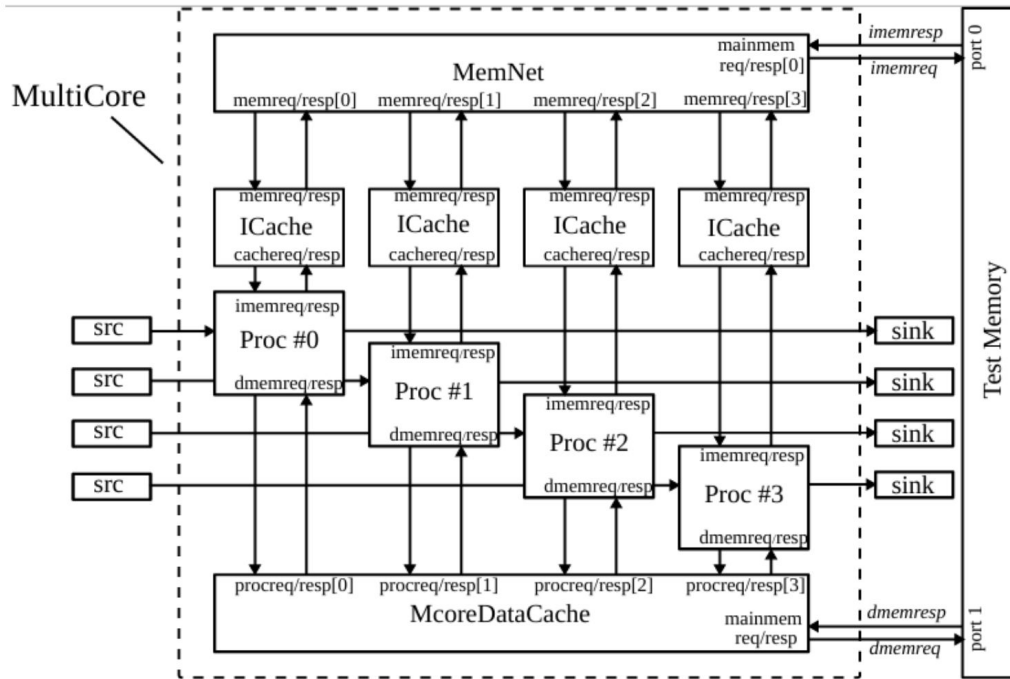 imemresp
mainmem
req/resp[0]
imemreq
port 0
MemNet
MultiCore
memreq/resp[0]
memreq/resp[1]
memreq/resp[2]
memreq/resp[3]
memreq/resp
memreq/resp
memreq/resp
memreq/resp
ICache
ICache
ICache
ICache
cachereq/resp
cachereq/resp
cachereq/resp
cachereq/resp
imemreq/resp
src
Proc #0
sink
imemreq/resp
src
dmemreq/resp
Proc #1
sink
Test Memory
imemreq/resp
src
dmemreq/resp
Proc #2
sink
imemreq/resp
src
dmemreq/resp
Proc #3
sink
dmemreq/resp
procreq/resp[0]
procreq/resp[1]
procreq/resp[2]
procreq/resp[3]
McoreDataCache
mainmem
req/resp
dmemresp
dmemreq
port 1